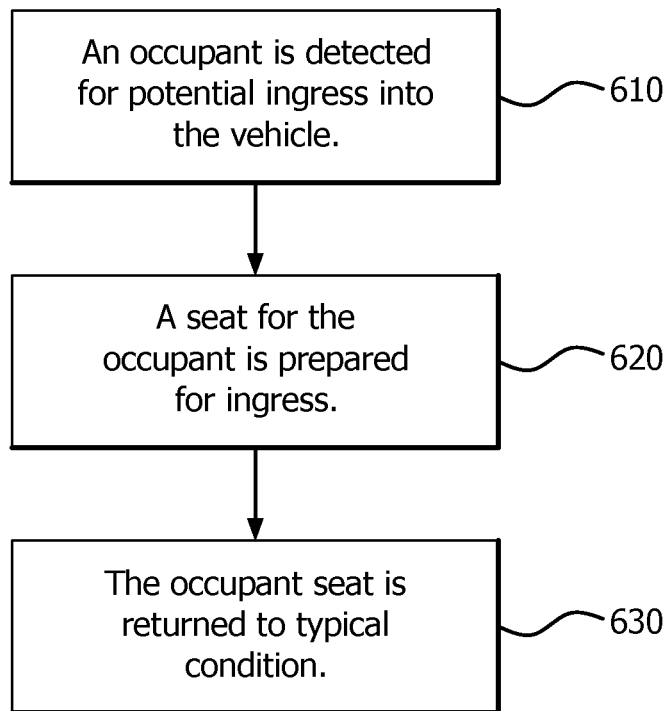 An occupant is detected
for potential ingress into
the vehicle.
610
A seat for the
occupant is prepared
for ingress.
620
The occupant seat is
returned to typical
condition.
630